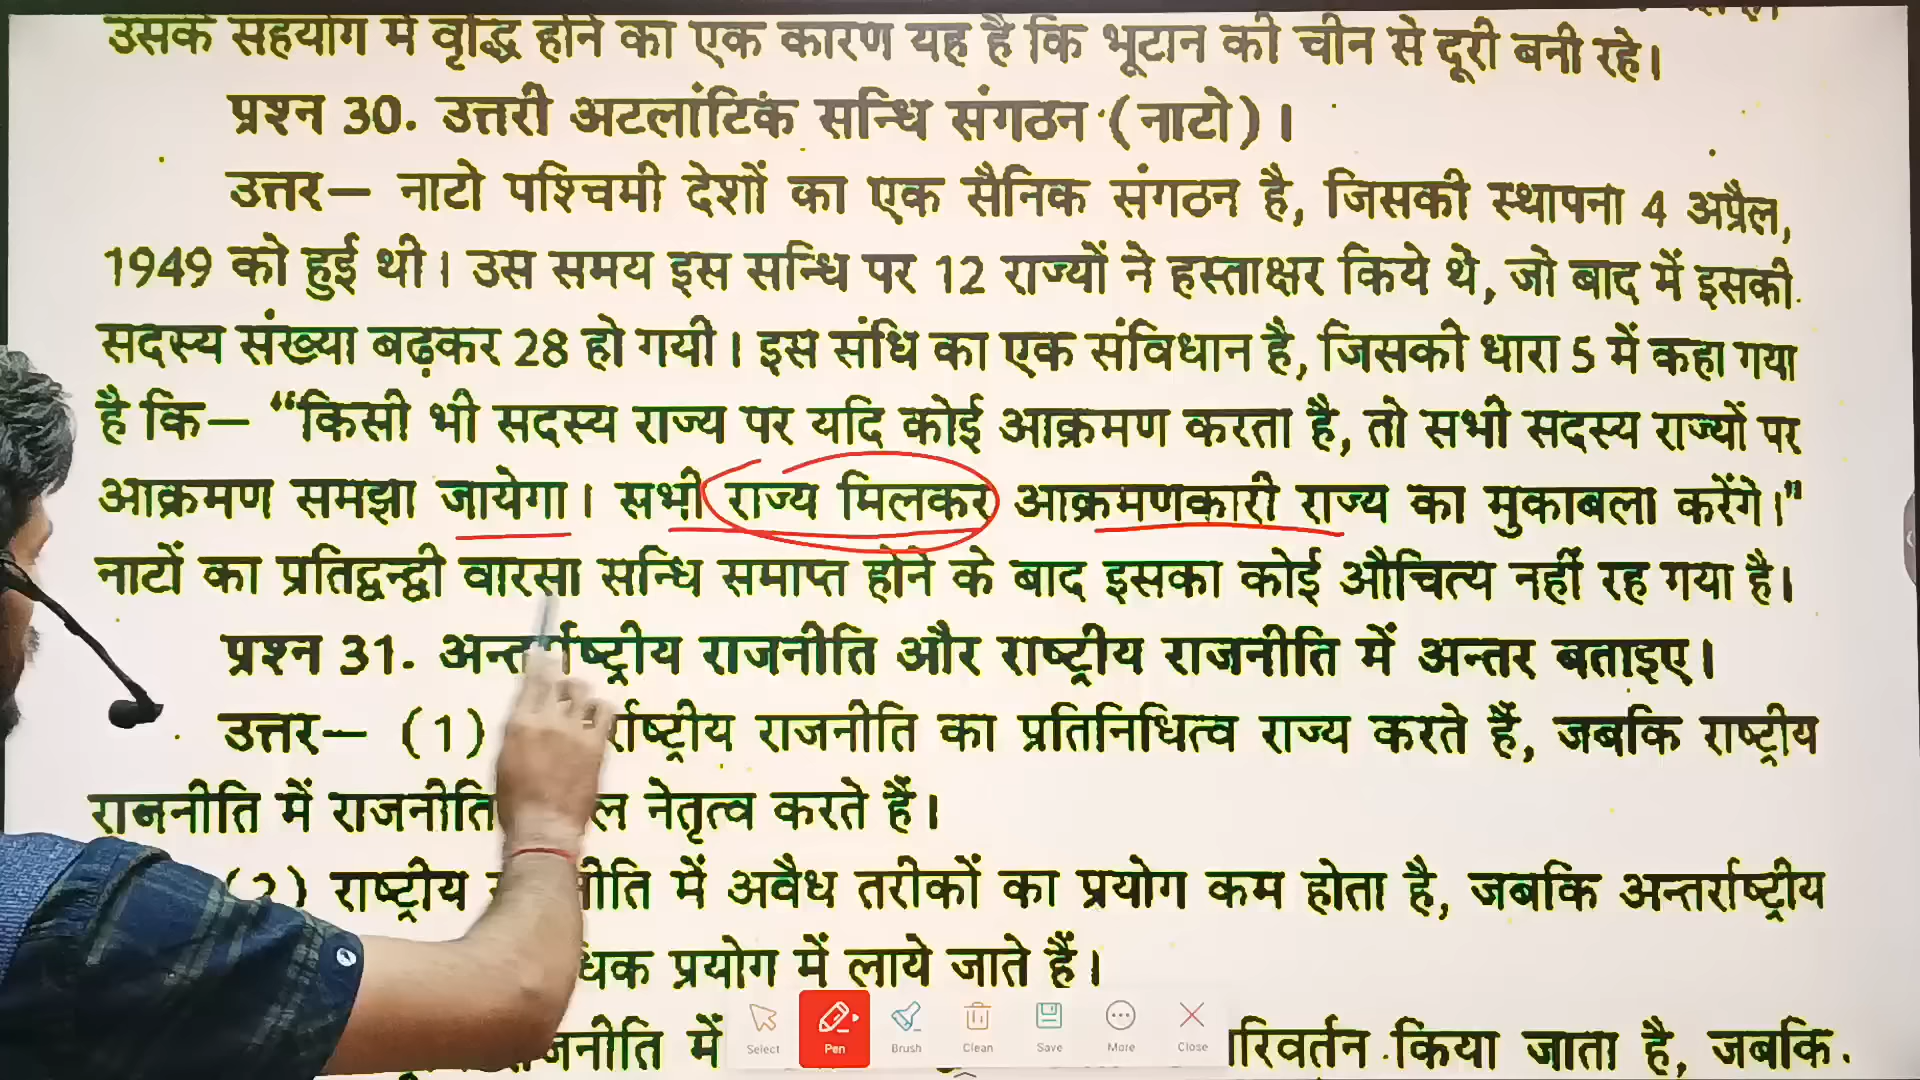 उसके सहयोग में वृद्धि होने का एक कारण यह है कि भूटान की चीन से दूरी बनी रहे।
प्रश्न 30. उत्तरी अटलांटिक सन्धि संगठन (नाटो)।
उत्तर— नाटो पश्चिमी देशों का एक सैनिक संगठन है, जिसकी स्थापना 4 अप्रैल,
1949 को हुई थी। उस समय इस सन्धि पर 12 राज्यों ने हस्ताक्षर किये थे, जो बाद में इसकी
सदस्य संख्या बढ़कर 28 हो गयी। इस संधि का एक संविधान है, जिसकी धारा 5 में कहा गया
है कि— “किसी भी सदस्य राज्य पर यदि कोई आक्रमण करता है, तो सभी सदस्य राज्यों पर
आक्रमण समझा जायेगा। सभी राज्य मिलकर आक्रमणकारी राज्य का मुकाबला करेंगे।"
नाटों का प्रतिद्वन्द्वी वारसा सन्धि समाप्त होने के बाद इसका कोई औचित्य नहीं रह गया है।
प्रश्न 31. अन्तर्राष्ट्रीय राजनीति और राष्ट्रीय राजनीति में अन्तर बताइए।
उत्तर— (1) र्राष्ट्रीय राजनीति का प्रतिनिधित्व राज्य करते हैं, जबकि राष्ट्रीय
राजनीति में राजनीति ल नेतृत्व करते हैं।
(2) राष्ट्रीय नीति में अवैध तरीकों का प्रयोग कम होता है, जबकि अन्तर्राष्ट्रीय
धिक प्रयोग में लाये जाते हैं।
जनीति में रिवर्तन किया जाता है, जबकि
Select Pen Brush Clean Save More Close